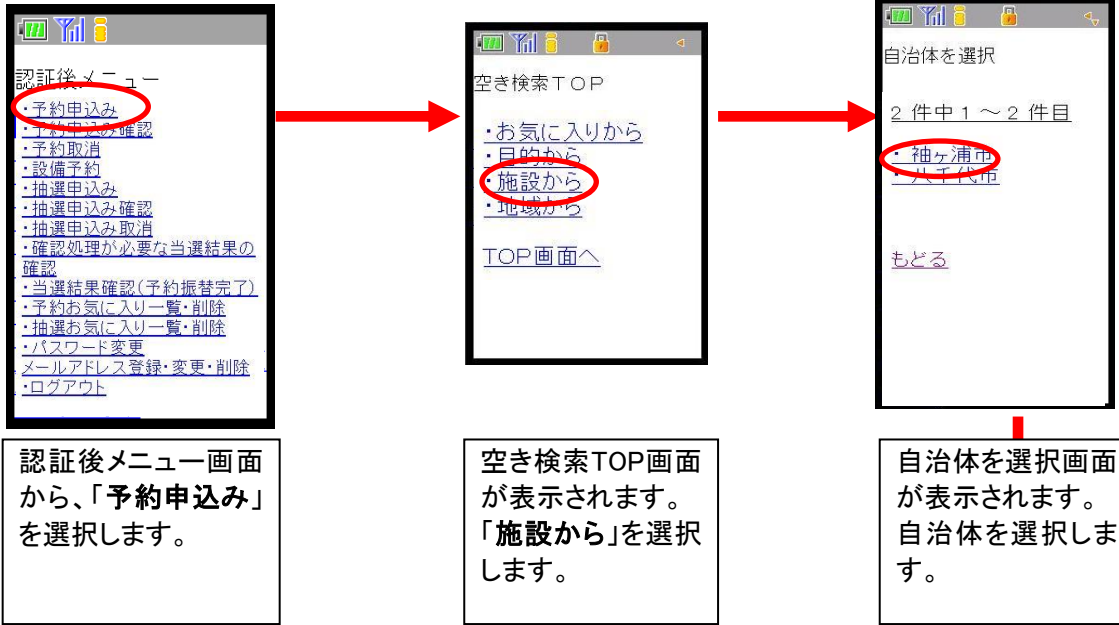 認証後メニュー
・予約申込み
・予約申込み確認
・予約取消
・設備予約
・抽選申込み
・抽選申込み確認
・抽選申込み取消
・確認処理が必要な当選結果の
確認
・当選結果確認(予約振替完了)
・予約お気に入り一覧・削除
・抽選お気に入り一覧・削除
・パスワード変更
メールアドレス登録・変更・削除
・ログアウト
空き検索TOP
・お気に入りから
・目的から
・施設から
・地域から
TOP画面へ
自治体を選択
2件中1～2件目
・袖ヶ浦市
・八千代市
もどる
認証後メニュー画面
から、「予約申込み」
を選択します。
空き検索TOP画面
が表示されます。
「施設から」を選択
します。
自治体を選択画面
が表示されます。
自治体を選択しま
す。